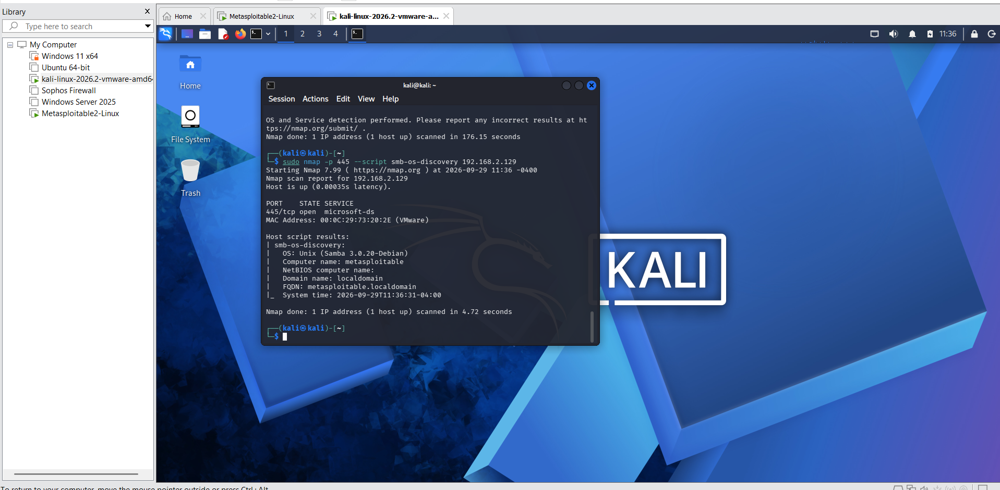 Library
Type here to search
My Computer
Windows 11 x64
Ubuntu 64-bit
kali-linux-2026.2-vmware-amd6
Sophos Firewall
Windows Server 2025
Metasploitable2-Linux
Home
Metasploitable2-Linux
kali-linux-2026.2-vmware-a...
1 2 3 4
11:36
Home
File System
Trash
kali@kali: ~
Session Actions Edit View Help
OS and Service detection performed. Please report any incorrect results at ht
tps://nmap.org/submit/ .
Nmap done: 1 IP address (1 host up) scanned in 176.15 seconds
┌──(kali㉿kali)-[~]
└─$ sudo nmap -p 445 --script smb-os-discovery 192.168.2.129
Starting Nmap 7.99 ( https://nmap.org ) at 2026-09-29 11:36 -0400
Nmap scan report for 192.168.2.129
Host is up (0.00035s latency).
PORT    STATE SERVICE
445/tcp open  microsoft-ds
MAC Address: 00:0C:29:73:20:2E (VMware)
Host script results:
| smb-os-discovery:
|   OS: Unix (Samba 3.0.20-Debian)
|   Computer name: metasploitable
|   NetBIOS computer name:
|   Domain name: localdomain
|   FQDN: metasploitable.localdomain
|_  System time: 2026-09-29T11:36:31-04:00
Nmap done: 1 IP address (1 host up) scanned in 4.72 seconds
┌──(kali㉿kali)-[~]
└─$
KALI
To return to your computer, move the mouse pointer outside or press Ctrl+Alt.